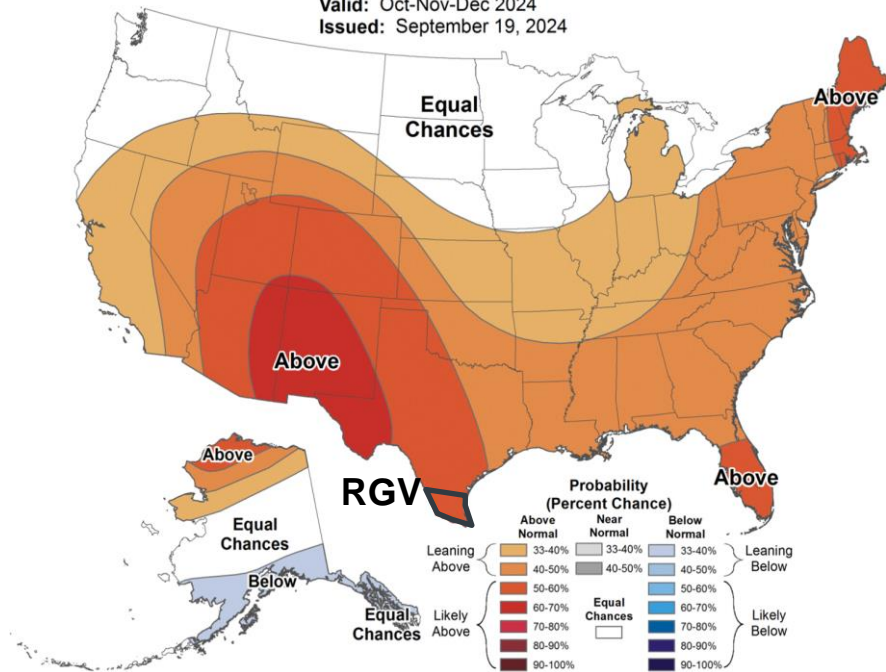 Valid: Oct-Nov-Dec 2024
Issued: September 19, 2024
Equal
Chances
Above
Above
Above
RGV
Above
Equal
Chances
Below
Equal
Chances
Probability
(Percent Chance)
Above
Normal
Near
Normal
Below
Normal
Leaning
Above
33-40%
33-40%
33-40%
Leaning
Below
40-50%
40-50%
40-50%
Likely
Above
50-60%
50-60%
Likely
Below
60-70%
60-70%
Equal
Chances
70-80%
70-80%
80-90%
80-90%
90-100%
90-100%